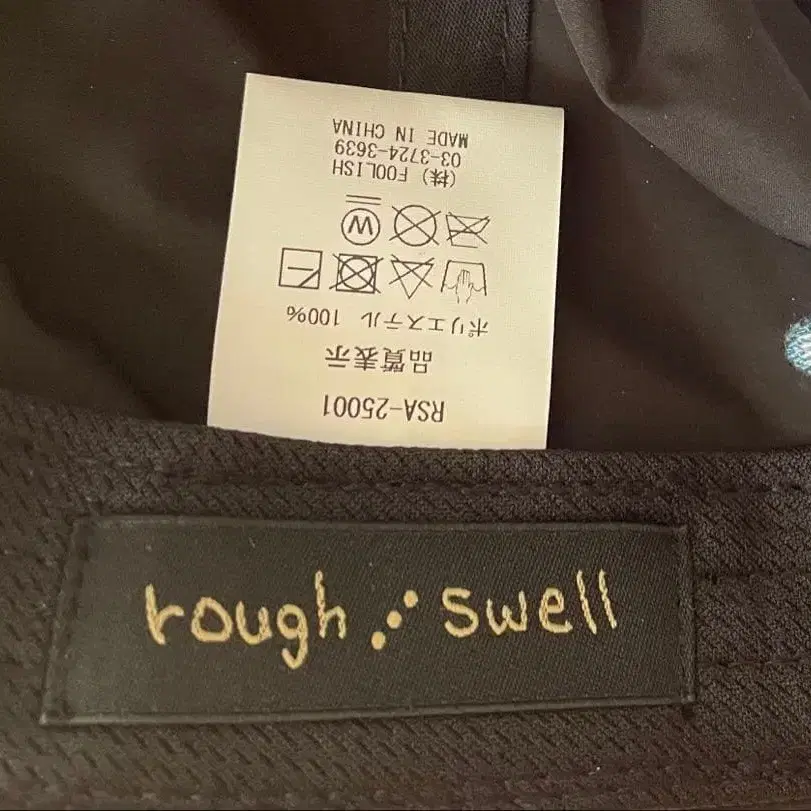 RSA-25001
品質表示
ポリエステル 100%
W
(株) FOOLISH
03-3724-3639
MADE IN CHINA
rough swell